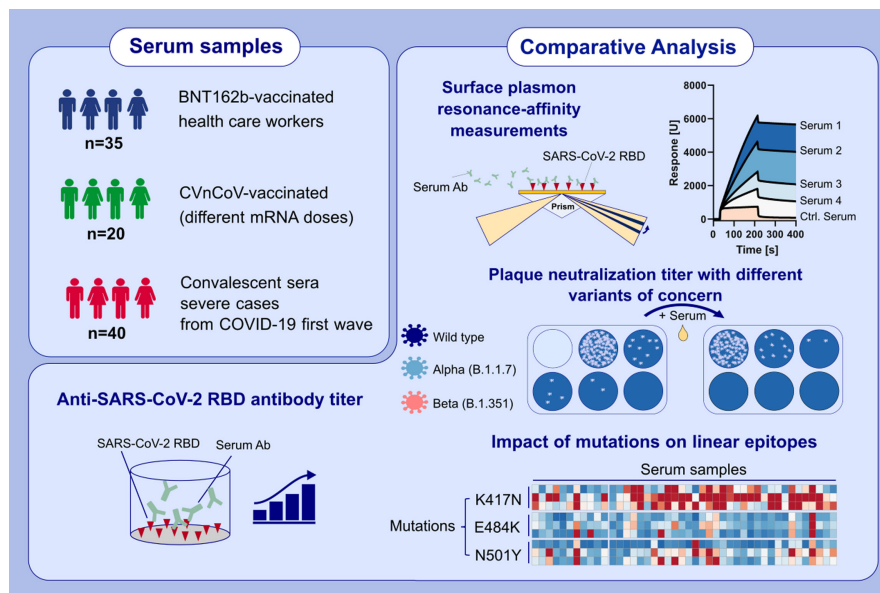 Serum samples
BNT162b-vaccinated
health care workers
n=35
CVnCoV-vaccinated
(different mRNA doses)
n=20
Convalescent sera
severe cases
from COVID-19 first wave
n=40
Anti-SARS-CoV-2 RBD antibody titer
SARS-CoV-2 RBD
Serum Ab
Comparative Analysis
Surface plasmon
resonance-affinity
measurements
SARS-CoV-2 RBD
Serum Ab
Prism
Respone [U]
8000
6000
4000
2000
0
0 100 200 300 400
Time [s]
Serum 1
Serum 2
Serum 3
Serum 4
Ctrl. Serum
Plaque neutralization titer with different
variants of concern
+ Serum
Wild type
Alpha (B.1.1.7)
Beta (B.1.351)
Impact of mutations on linear epitopes
Serum samples
Mutations
K417N
E484K
N501Y